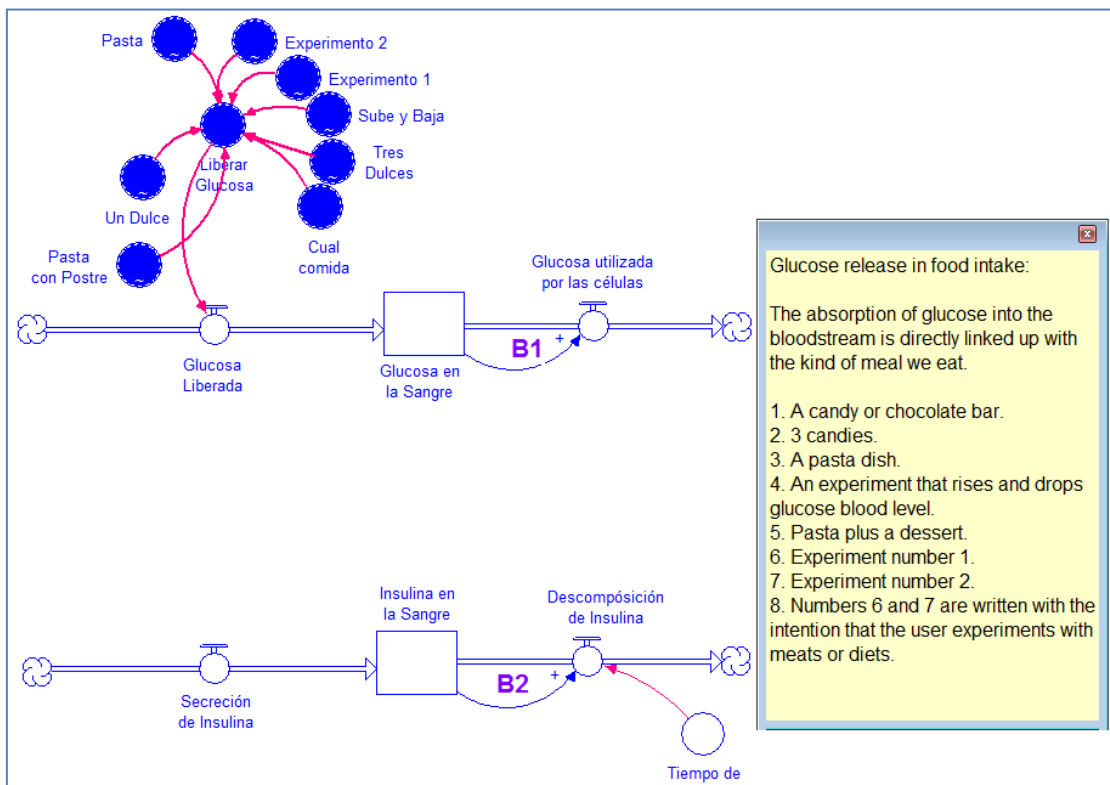 Pasta
Experimento 2
Experimento 1
Sube y Baja
Tres
Dulces
Liberar
Glucosa
Un Dulce
Cual
comida
Pasta
con Postre
Glucosa utilizada
por las células
B1
+
Glucosa
Liberada
Glucosa en
la Sangre
Insulina en
la Sangre
Descompósición
de Insulina
B2
+
Secreción
de Insulina
Tiempo de
Glucose release in food intake:
The absorption of glucose into the
bloodstream is directly linked up with
the kind of meal we eat.
1. A candy or chocolate bar.
2. 3 candies.
3. A pasta dish.
4. An experiment that rises and drops
glucose blood level.
5. Pasta plus a dessert.
6. Experiment number 1.
7. Experiment number 2.
8. Numbers 6 and 7 are written with the
intention that the user experiments with
meats or diets.